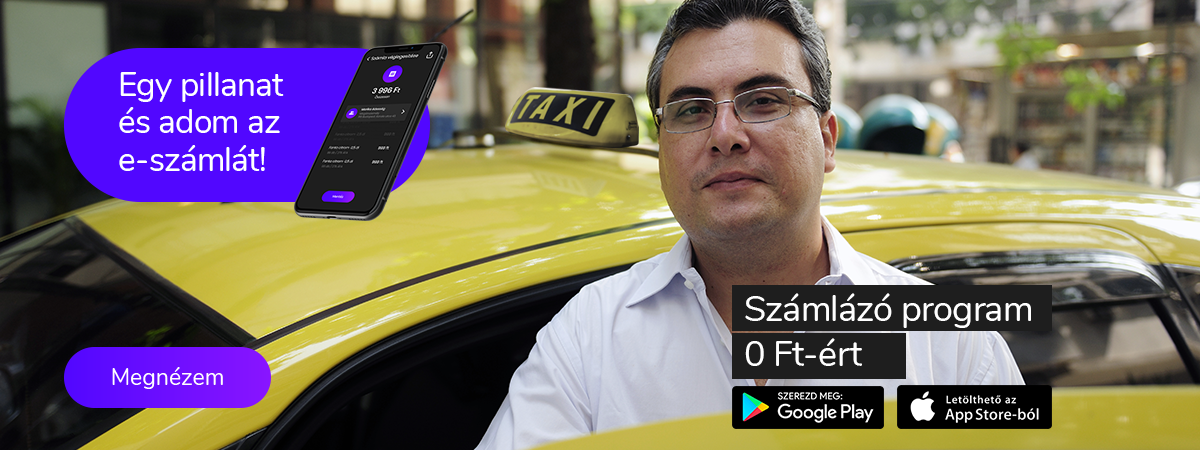 Egy pillanat
és adom az
e-számlát!
Számla véglegesítése
3 996 Ft
TAXI
Számlázó program
0 Ft-ért
Megnézem
SZEREZD MEG:
Google Play
Letölthető az
App Store-ból